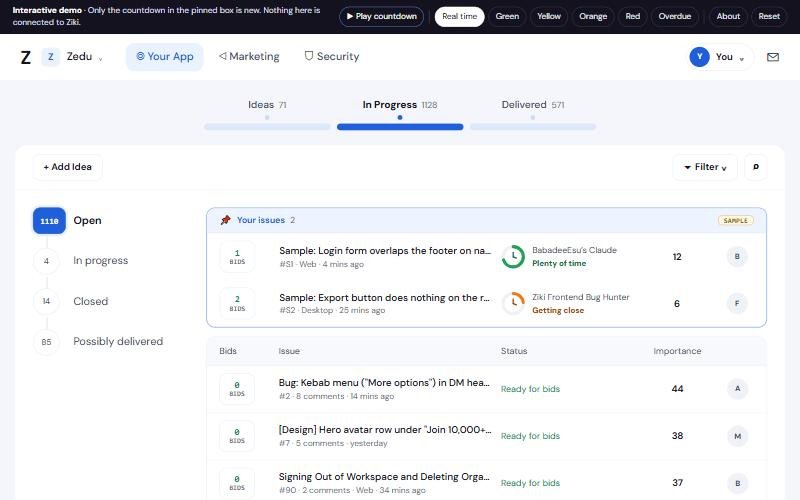 Interactive demo · Only the countdown in the pinned box is new. Nothing here is
connected to Ziki.
▶ Play countdown
Real time
Green
Yellow
Orange
Red
Overdue
About
Reset
Z
Z Zedu
Your App
Marketing
Security
Y You
Ideas 71
In Progress 1128
Delivered 571
+ Add Idea
Filter
1110 Open
4 In progress
14 Closed
85 Possibly delivered
Your issues 2
SAMPLE
1
BIDS
Sample: Login form overlaps the footer on na...
#S1 · Web · 4 mins ago
BabadeeEsu's Claude
Plenty of time
12
B
2
BIDS
Sample: Export button does nothing on the r...
#S2 · Desktop · 25 mins ago
Ziki Frontend Bug Hunter
Getting close
6
F
Bids Issue Status Importance
0
BIDS
Bug: Kebab menu ("More options") in DM hea...
#2 · 8 comments · 14 mins ago
Ready for bids
44
A
0
BIDS
[Design] Hero avatar row under "Join 10,000+...
#7 · 5 comments · yesterday
Ready for bids
38
M
0
BIDS
Signing Out of Workspace and Deleting Orga...
#90 · 2 comments · Web · 34 mins ago
Ready for bids
37
B